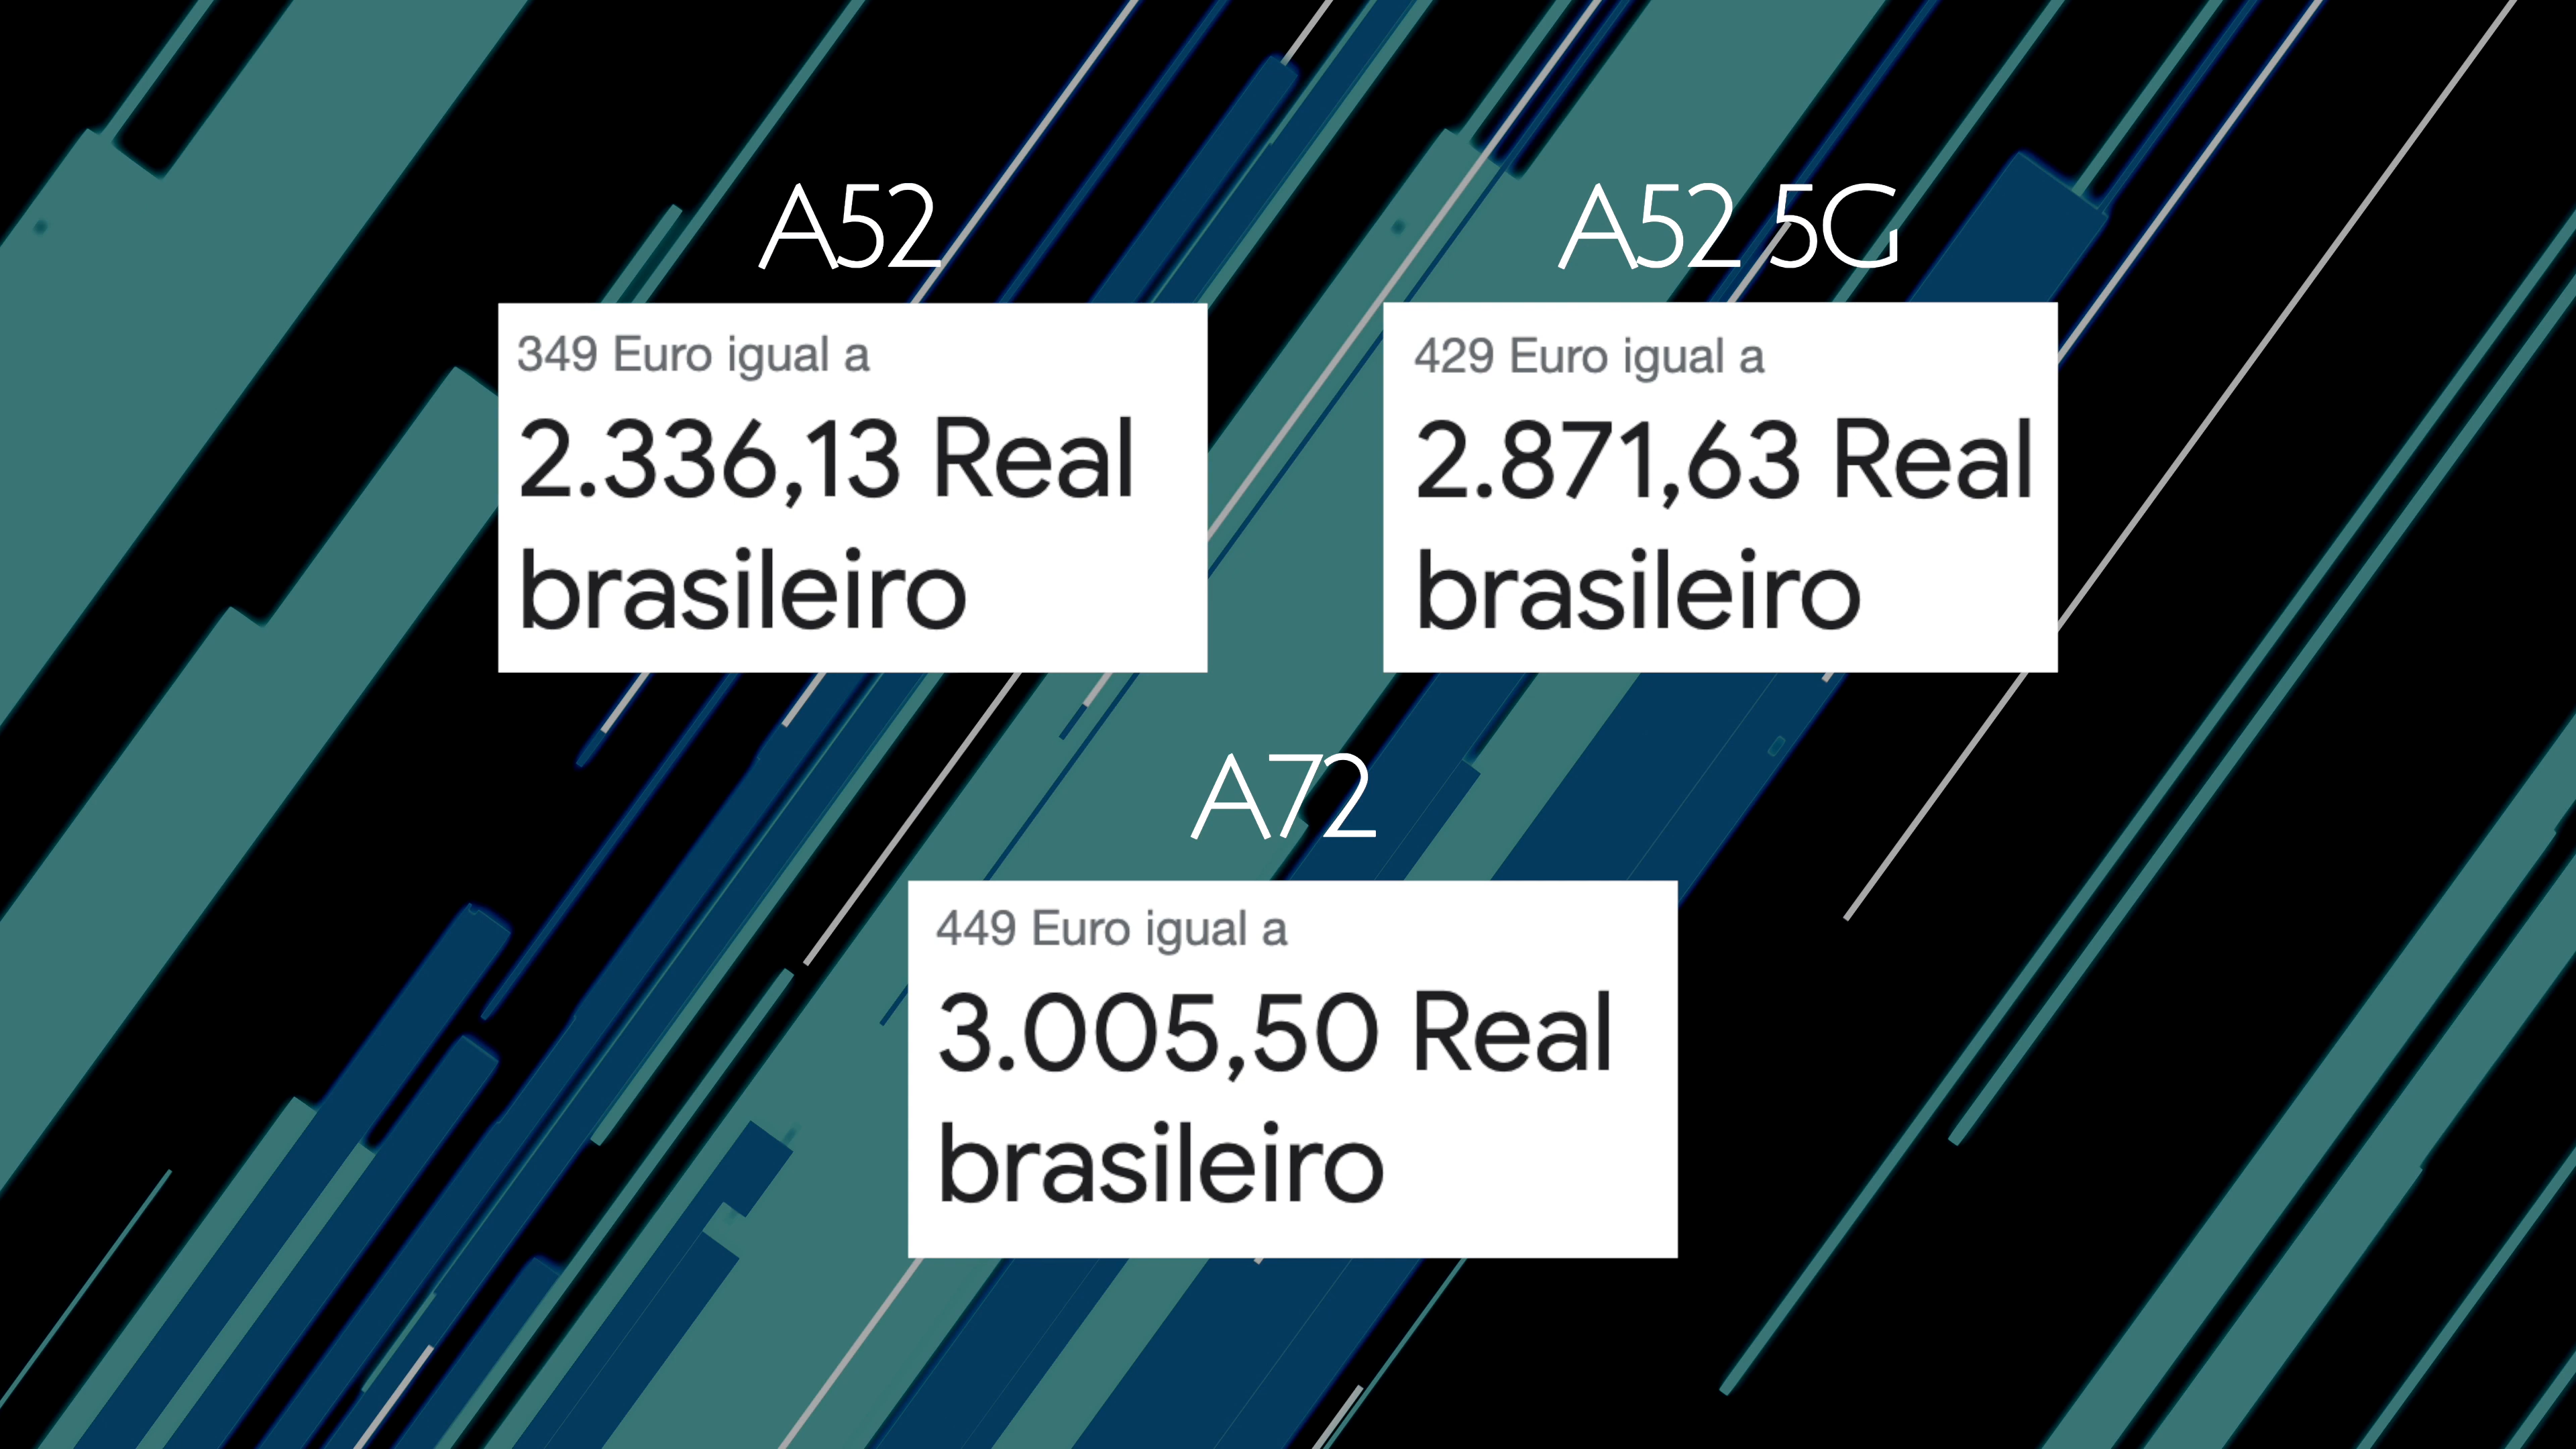 A52
349 Euro igual a
2.336,13 Real
brasileiro
A52 5G
429 Euro igual a
2.871,63 Real
brasileiro
A72
449 Euro igual a
3.005,50 Real
brasileiro